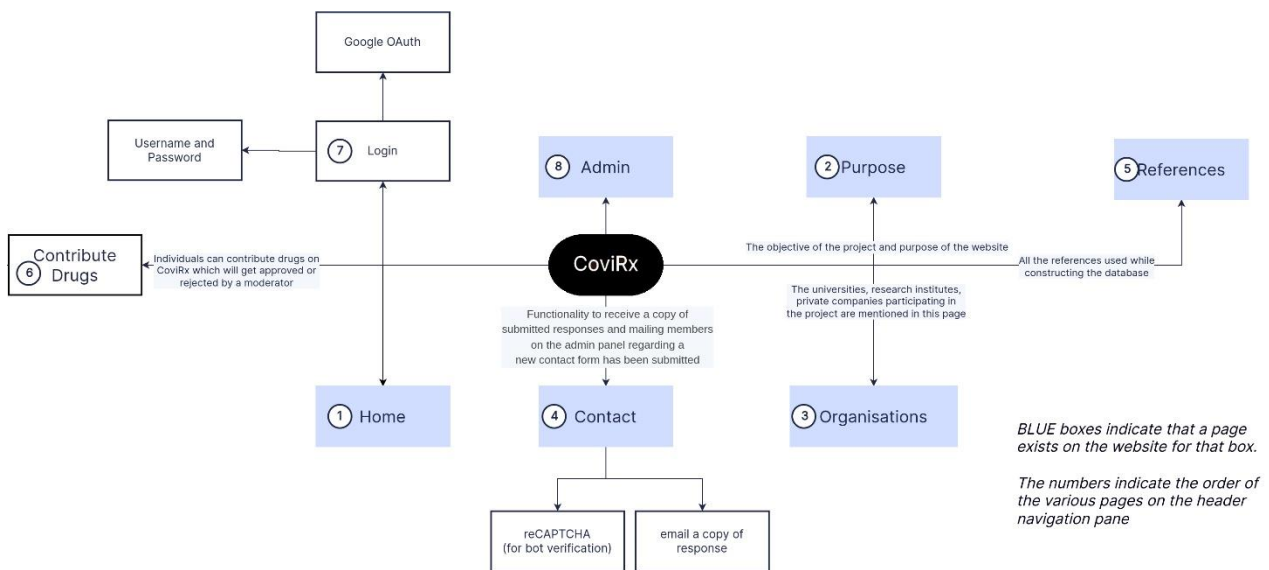 Google OAuth
Username and
Password
7
Login
8
Admin
2
Purpose
5
References
Contribute
6
Drugs
Individuals can contribute drugs on
CoviRx which will get approved or
rejected by a moderator
CoviRx
The objective of the project and purpose of the website
All the references used while
constructing the database
The universities, research institutes,
private companies participating in
the project are mentioned in this page
Functionality to receive a copy of
submitted responses and mailing members
on the admin panel regarding a
new contact form has been submitted
1
Home
4
Contact
3
Organisations
BLUE boxes indicate that a page
exists on the website for that box.
The numbers indicate the order of
the various pages on the header
navigation pane
reCAPTCHA
(for bot verification)
email a copy of
response